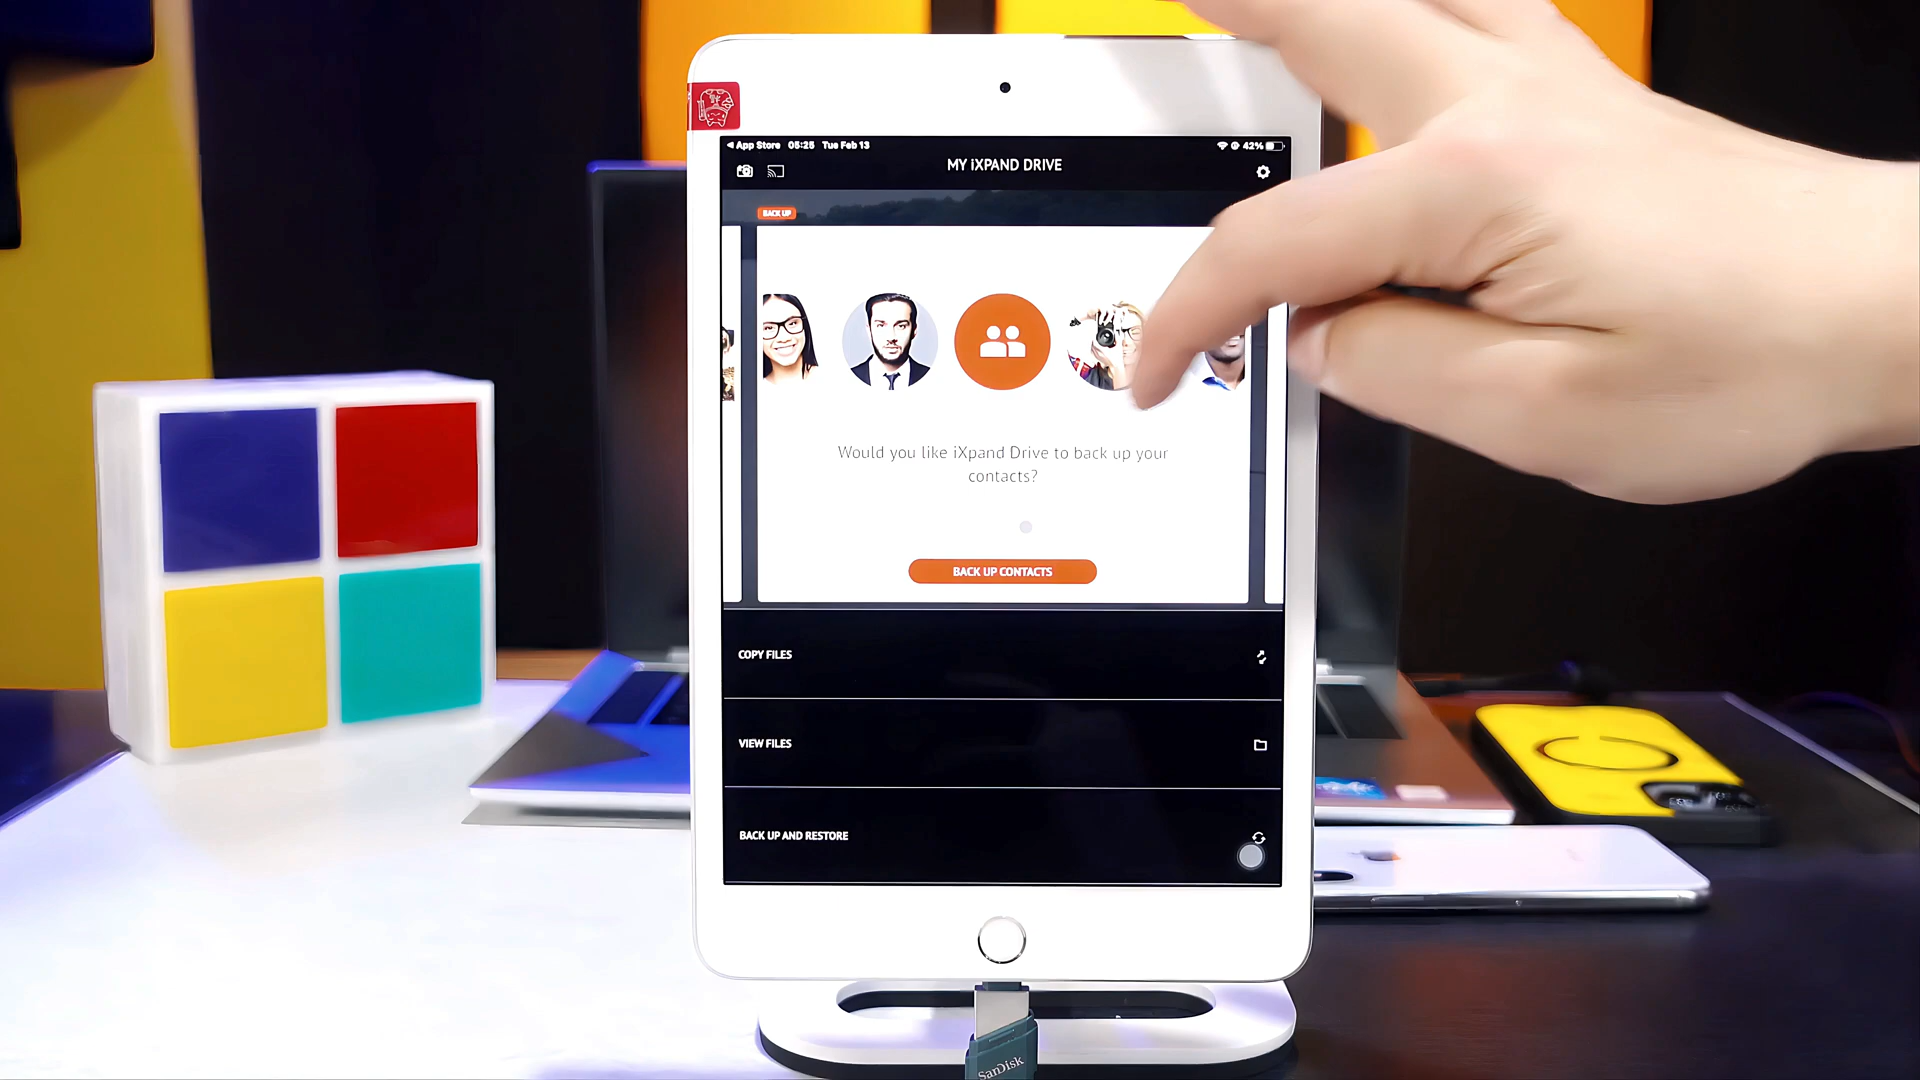 App Store 05:25 Tue Feb 13
42%
MY iXPAND DRIVE
BACK UP
Would you like iXpand Drive to back up your
contacts?
BACK UP CONTACTS
COPY FILES
VIEW FILES
BACK UP AND RESTORE
SanDisk